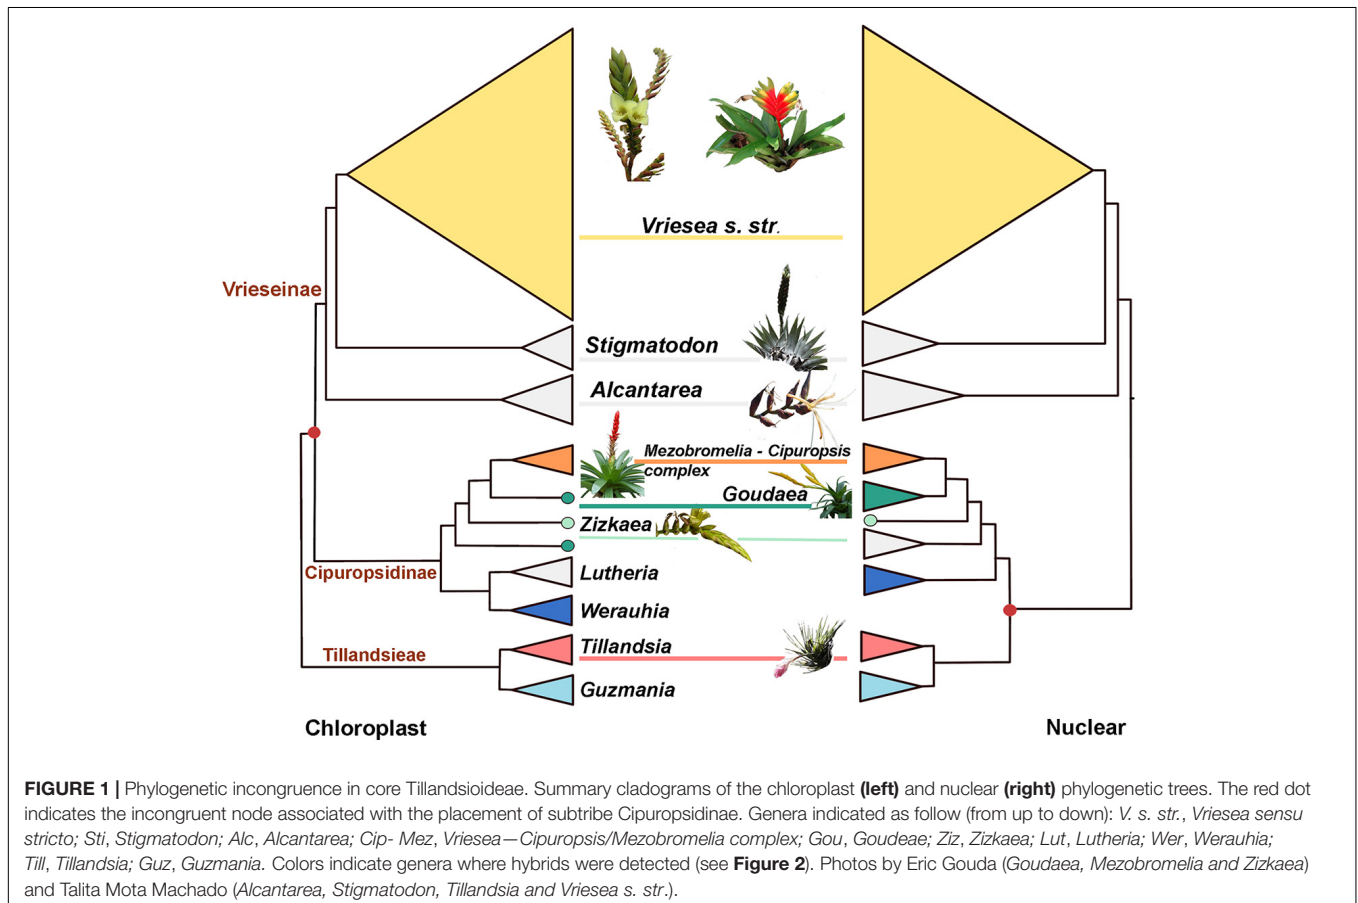 Vriesea s. str.
Vrieseinae
Stigmatodon
Alcantarea
Mezobromelia - Cipuropsis
complex
Goudaea
Zizkaea
Cipuropsidinae
Lutheria
Werauhia
Tillandsieae
Tillandsia
Guzmania
Chloroplast
Nuclear
FIGURE 1 | Phylogenetic incongruence in core Tillandsioideae. Summary cladograms of the chloroplast (left) and nuclear (right) phylogenetic trees. The red dot
indicates the incongruent node associated with the placement of subtribe Cipuropsidinae. Genera indicated as follow (from up to down): V. s. str., Vriesea sensu
stricto; Sti, Stigmatodon; Alc, Alcantarea; Cip- Mez, Vriesea—Cipuropsis/Mezobromelia complex; Gou, Goudeae; Ziz, Zizkaea; Lut, Lutheria; Wer, Werauhia;
Till, Tillandsia; Guz, Guzmania. Colors indicate genera where hybrids were detected (see Figure 2). Photos by Eric Gouda (Goudaea, Mezobromelia and Zizkaea)
and Talita Mota Machado (Alcantarea, Stigmatodon, Tillandsia and Vriesea s. str.).